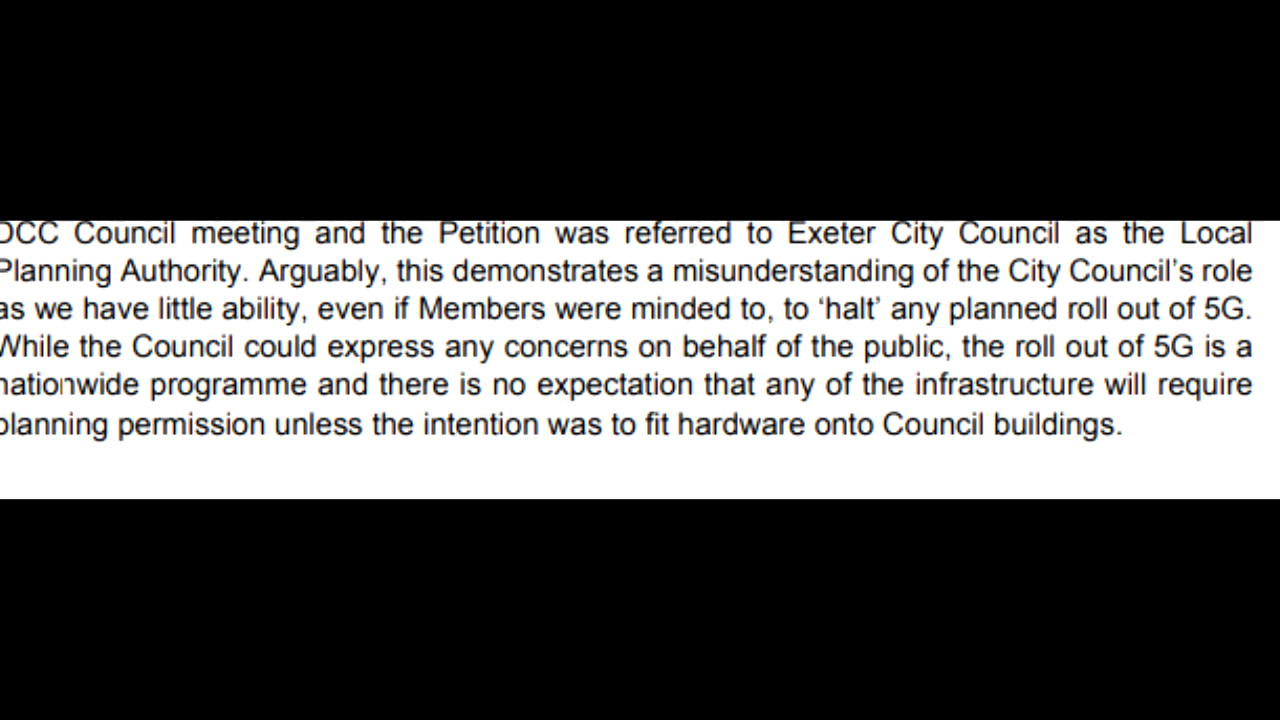 DCC Council meeting and the Petition was referred to Exeter City Council as the Local
Planning Authority. Arguably, this demonstrates a misunderstanding of the City Council’s role
as we have little ability, even if Members were minded to, to ‘halt’ any planned roll out of 5G.
While the Council could express any concerns on behalf of the public, the roll out of 5G is a
nationwide programme and there is no expectation that any of the infrastructure will require
planning permission unless the intention was to fit hardware onto Council buildings.